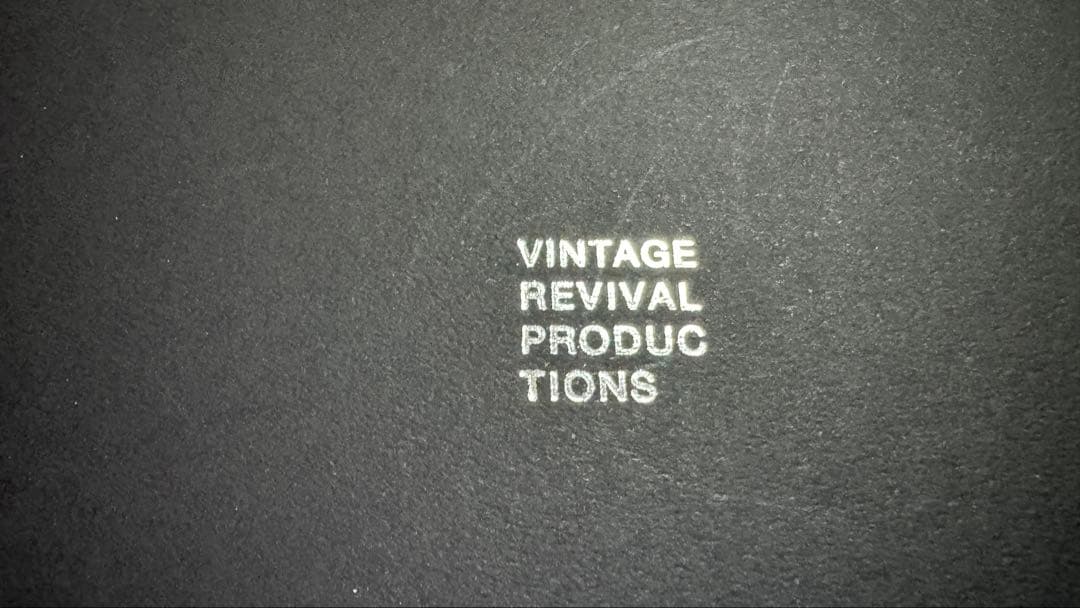 VINTAGE
REVIVAL
PRODUC
TIONS